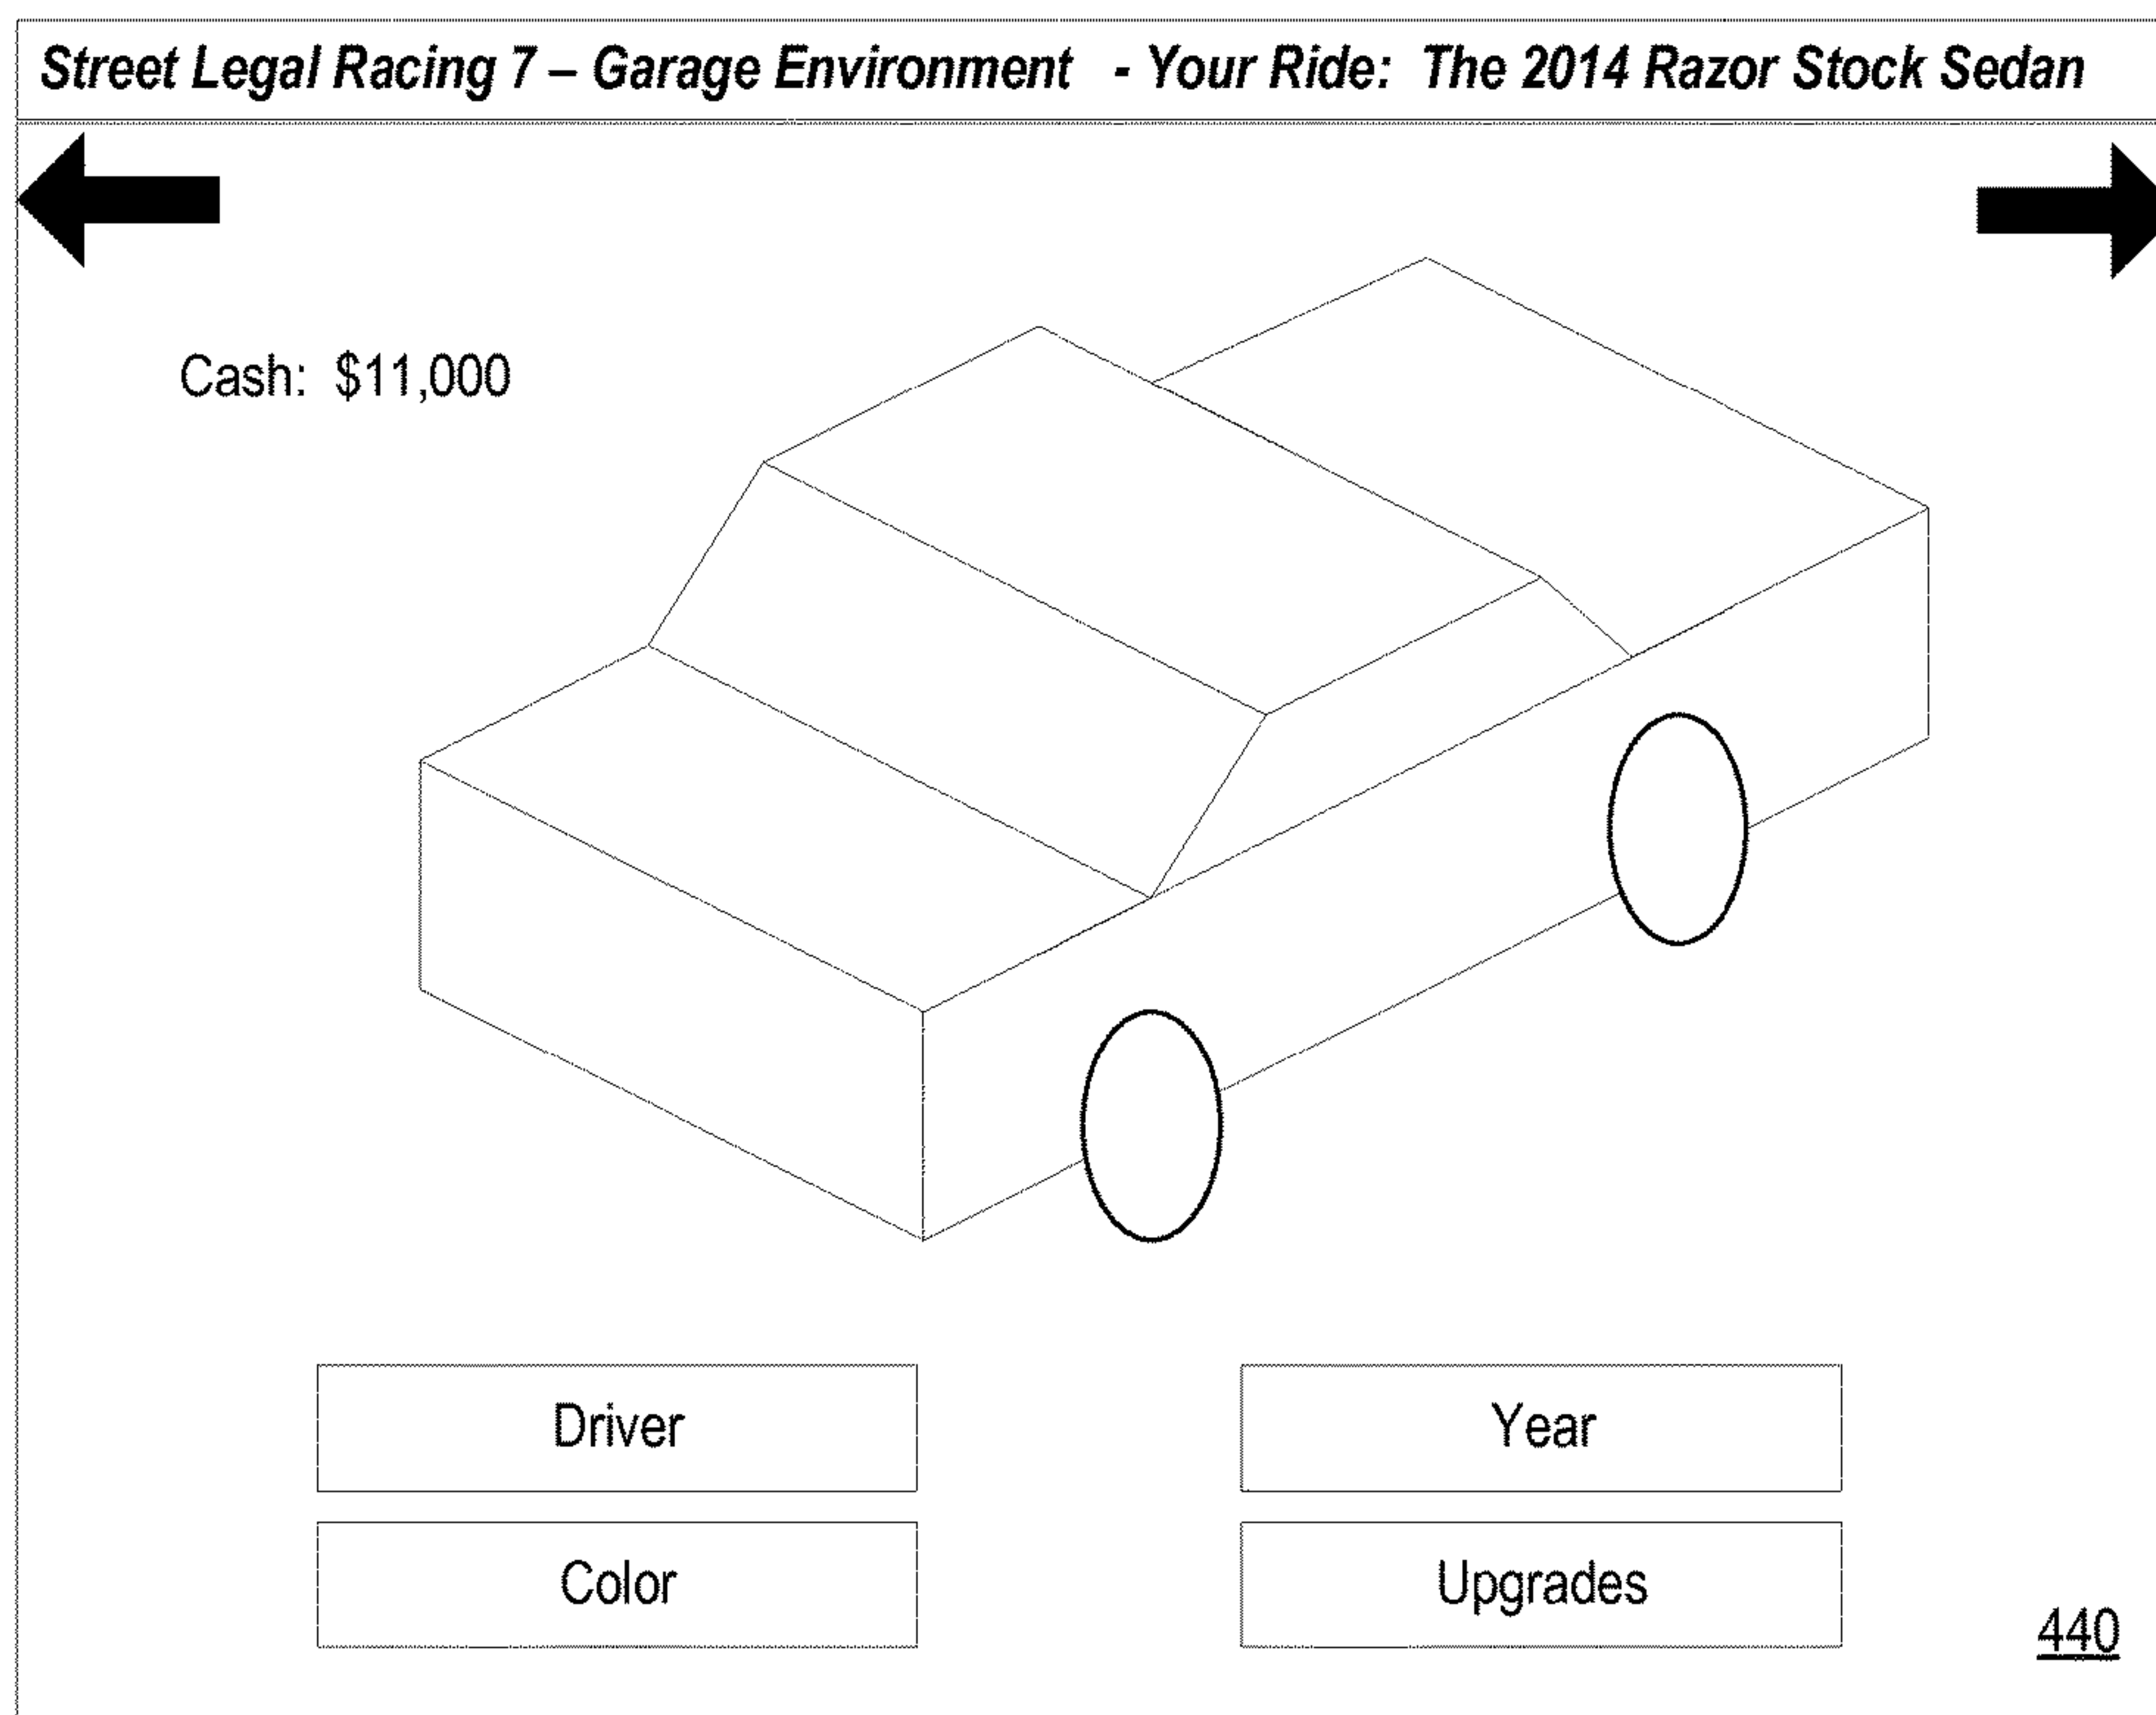 Street Legal Racing 7 – Garage Environment - Your Ride: The 2014 Razor Stock Sedan
Cash: $11,000
Driver
Year
Color
Upgrades
440